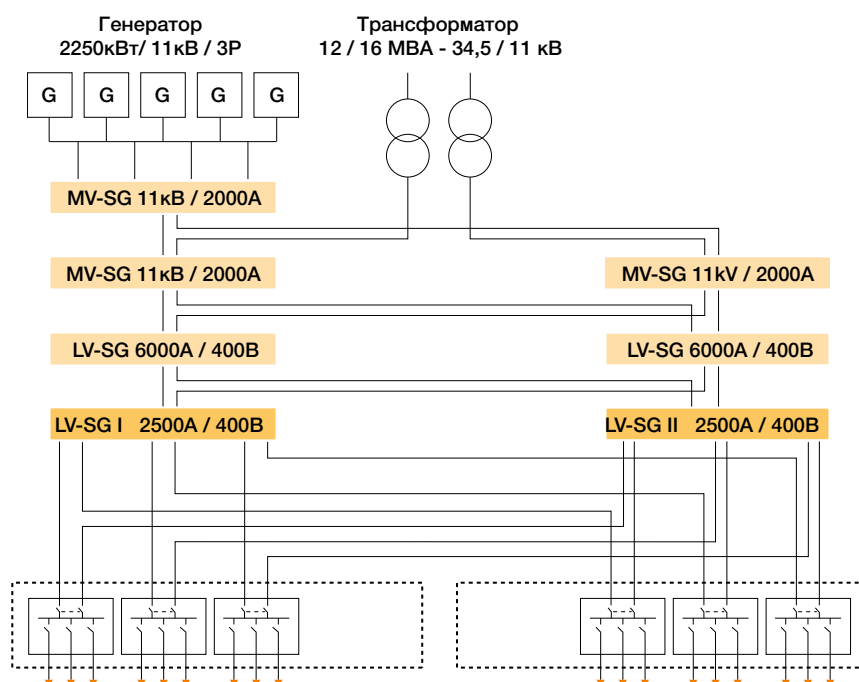 Генератор
2250кВт/ 11кВ / 3Р
Трансформатор
12 / 16 МВА - 34,5 / 11 кВ
G G G G G
MV-SG 11кВ / 2000А
MV-SG 11кВ / 2000А
MV-SG 11kV / 2000A
LV-SG 6000A / 400В
LV-SG 6000A / 400В
LV-SG I 2500A / 400В
LV-SG II 2500A / 400В